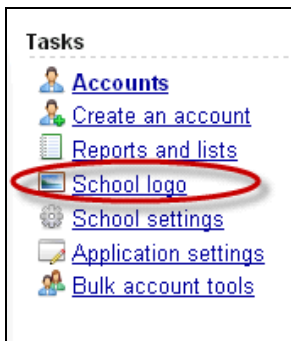 Tasks
Accounts
Create an account
Reports and lists
School logo
School settings
Application settings
Bulk account tools